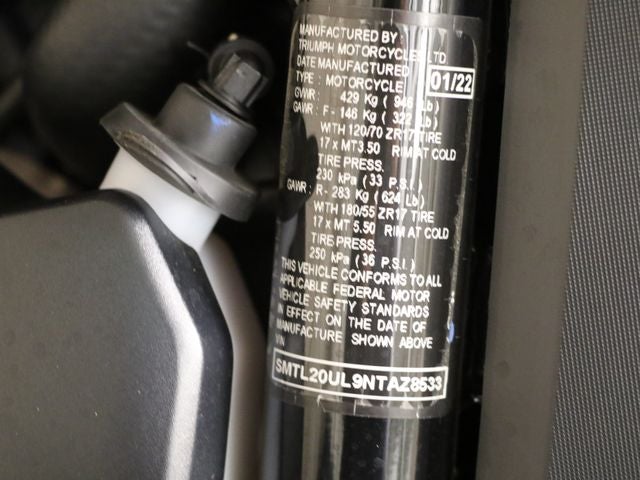 MANUFACTURED BY:
TRIUMPH MOTORCYCLES LTD
DATE MANUFACTURED 01/22
TYPE: MOTORCYCLE
GVWR: 429 Kg ( 946 Lb)
GAWR: F- 146 Kg ( 322 Lb)
WITH 120/70 ZR17 TIRE
17 x MT3.50 RIM AT COLD
TIRE PRESS.
230 kPa ( 33 P.S.I.)
GAWR: R- 283 Kg ( 624 Lb)
WITH 180/55 ZR17 TIRE
17 x MT 5.50 RIM AT COLD
TIRE PRESS.
250 kPa ( 36 P.S.I.)
THIS VEHICLE CONFORMS TO ALL
APPLICABLE FEDERAL MOTOR
VEHICLE SAFETY STANDARDS
IN EFFECT ON THE DATE OF
MANUFACTURE SHOWN ABOVE
VIN
SMTL20UL9NTAZ8533